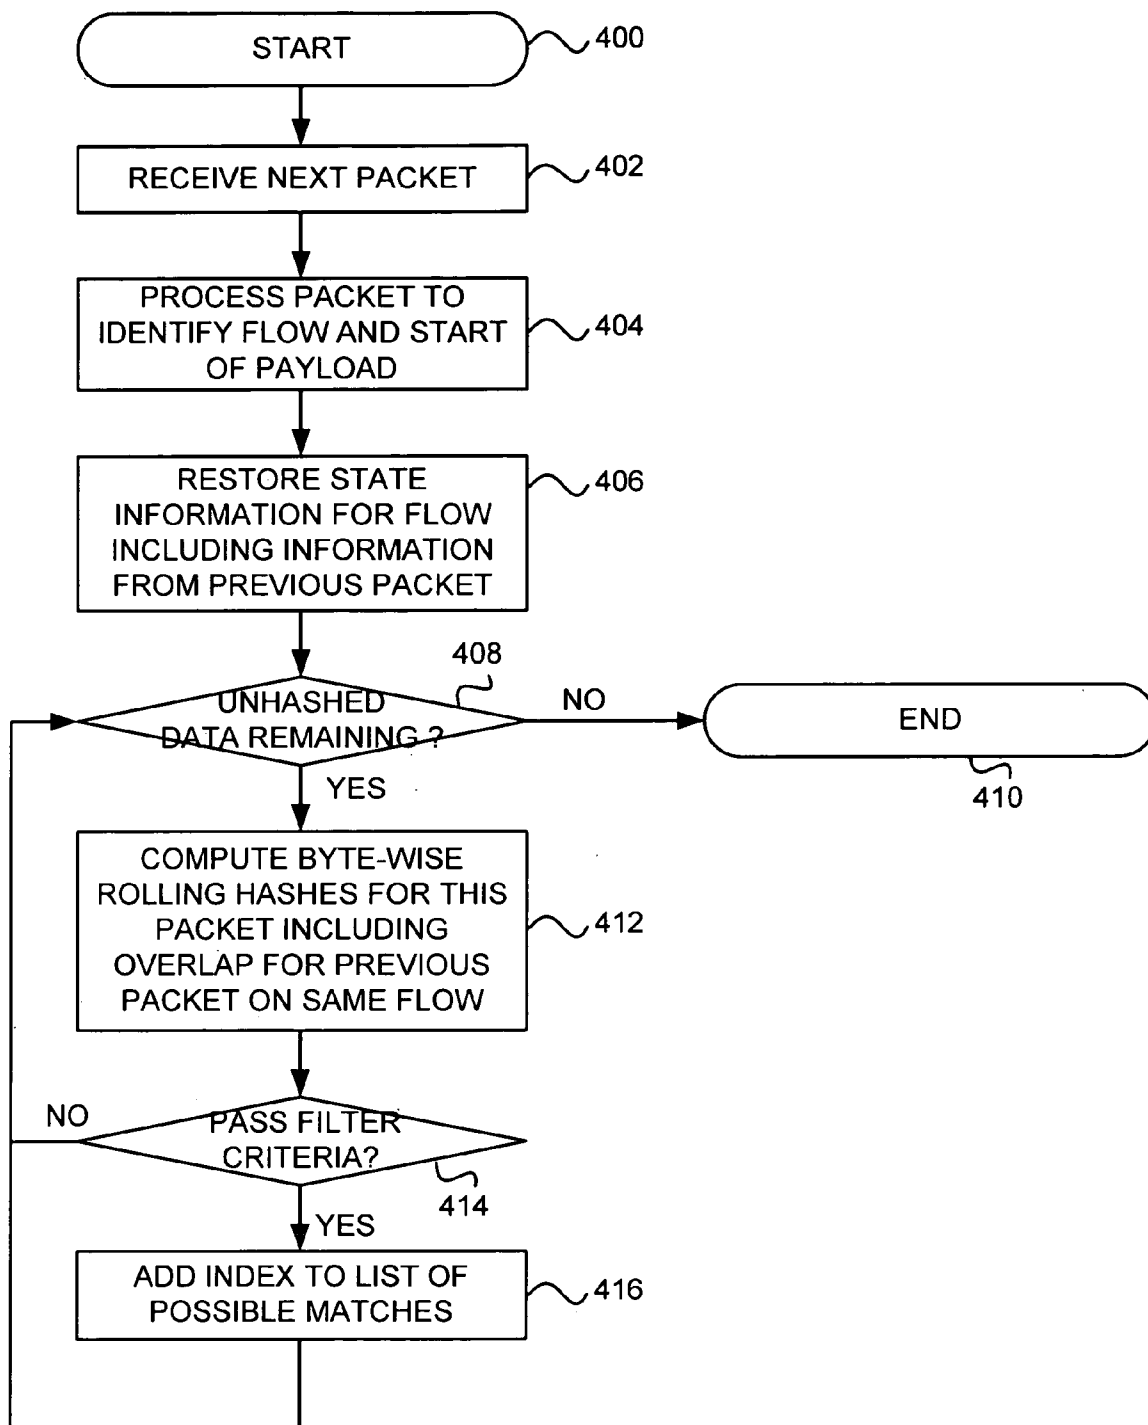 START
400
RECEIVE NEXT PACKET
402
PROCESS PACKET TO
IDENTIFY FLOW AND START
OF PAYLOAD
404
RESTORE STATE
INFORMATION FOR FLOW
INCLUDING INFORMATION
FROM PREVIOUS PACKET
406
408
UNHASHED
DATA REMAINING ?
NO
END
410
YES
COMPUTE BYTE-WISE
ROLLING HASHES FOR THIS
PACKET INCLUDING
OVERLAP FOR PREVIOUS
PACKET ON SAME FLOW
412
NO
PASS FILTER
CRITERIA?
414
YES
ADD INDEX TO LIST OF
POSSIBLE MATCHES
416